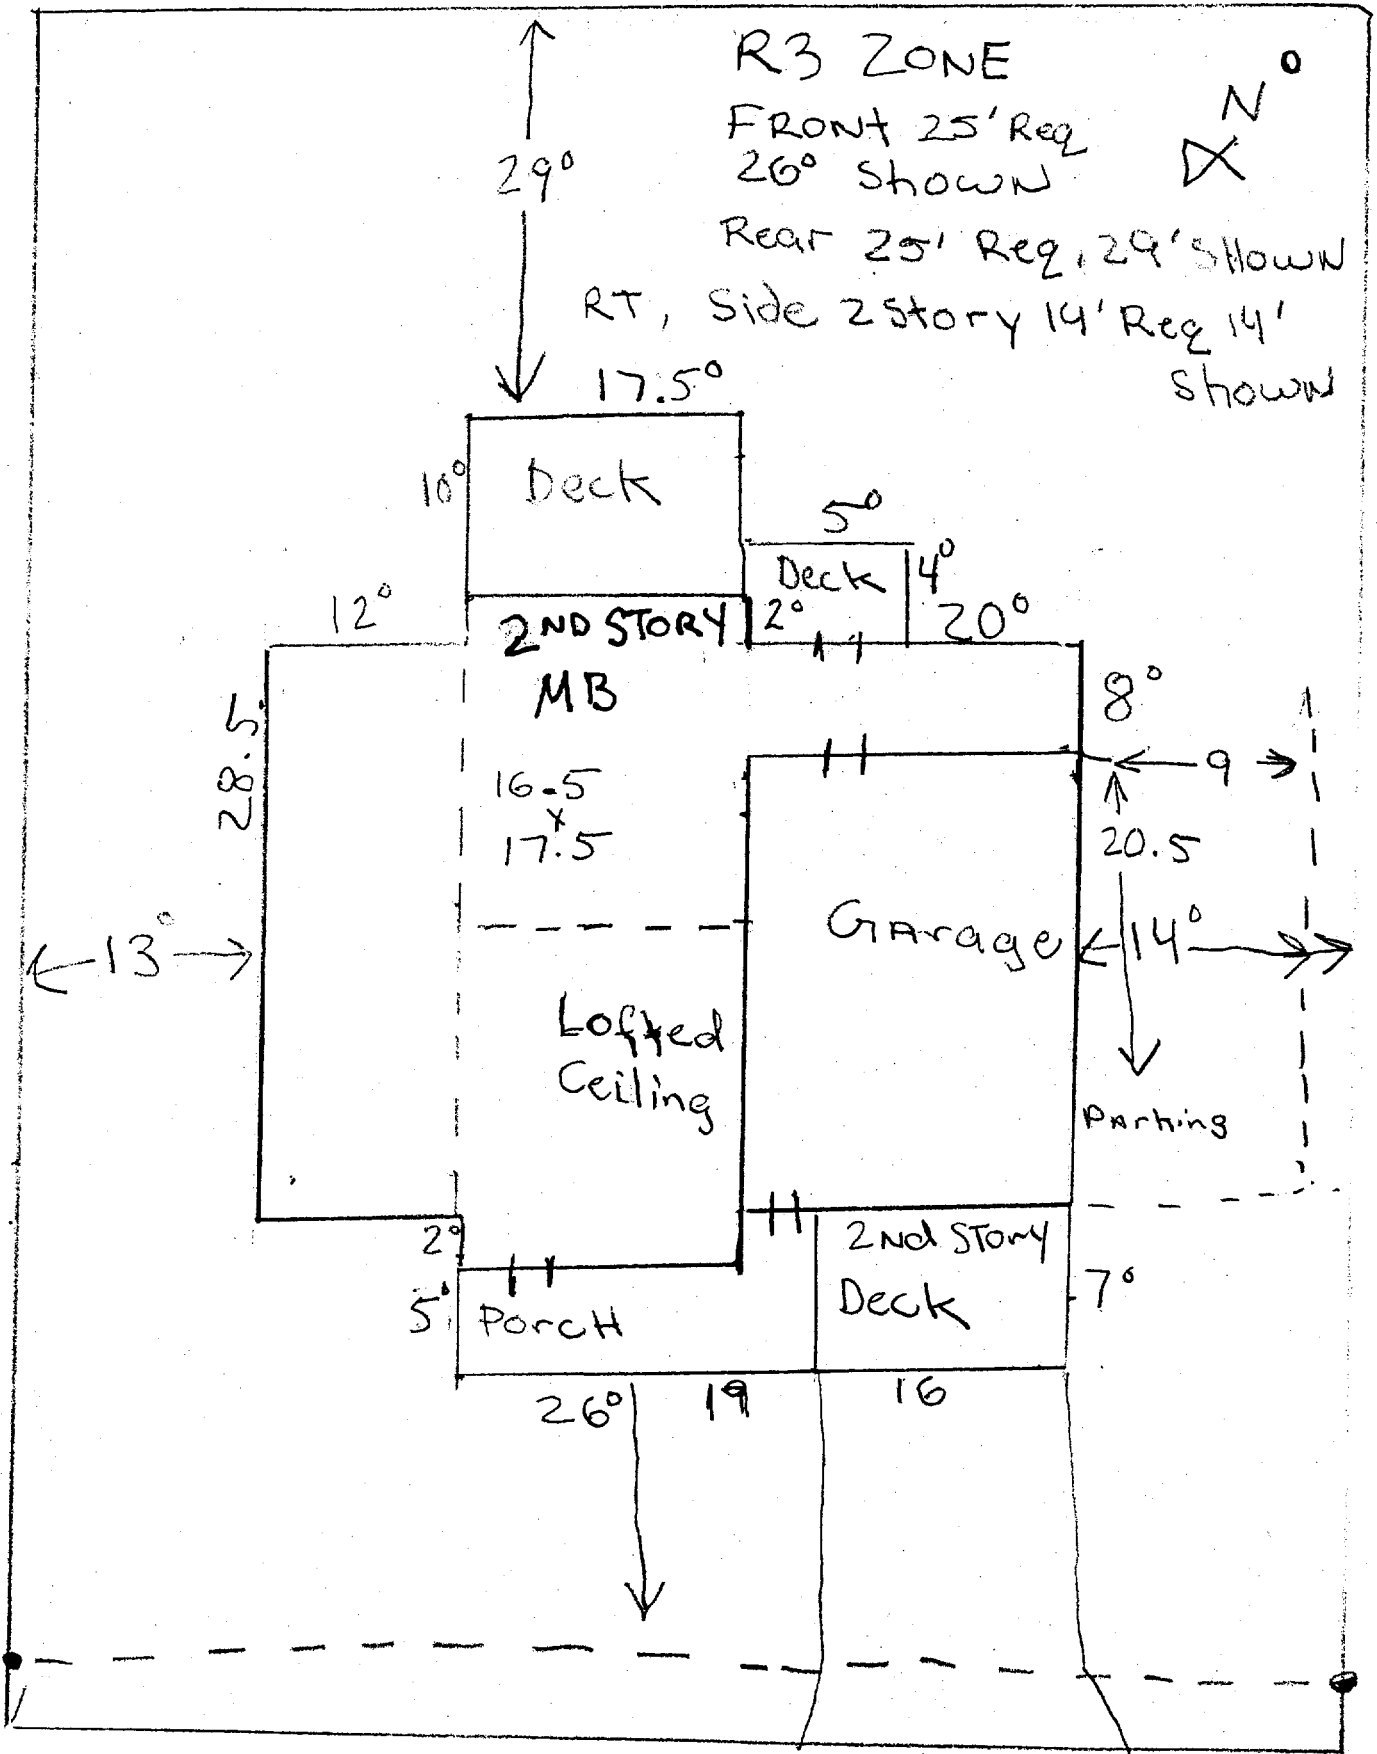 R3 ZONE
N
FRONT 25' Req
26° Shown
29°
Rear 25' Req, 29' SHOWN
RT, Side 2 Story 14' Req 14'
Shown
17.5°
10°
Deck
5°
Deck
4°
12°
2ND STORY
2°
20°
MB
8°
28.5
16.5
x
17.5
9
20.5
Garage
13°
14°
Lofted
Ceiling
Parking
2°
2nd STory
5°
Porch
Deck
7°
26°
19
16